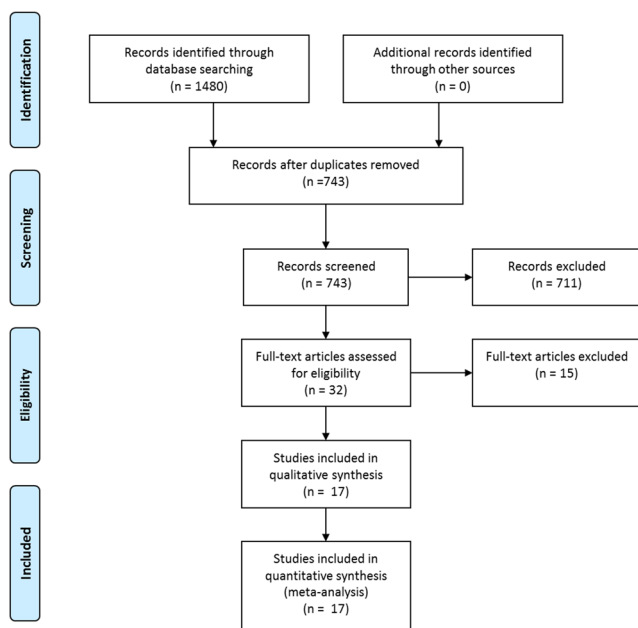 Identification
Records identified through
database searching
(n = 1480)
Additional records identified
through other sources
(n = 0)
Records after duplicates removed
(n =743)
Screening
Records screened
(n = 743)
Records excluded
(n = 711)
Eligibility
Full-text articles assessed
for eligibility
(n = 32)
Full-text articles excluded
(n = 15)
Studies included in
qualitative synthesis
(n = 17)
Included
Studies included in
quantitative synthesis
(meta-analysis)
(n = 17)